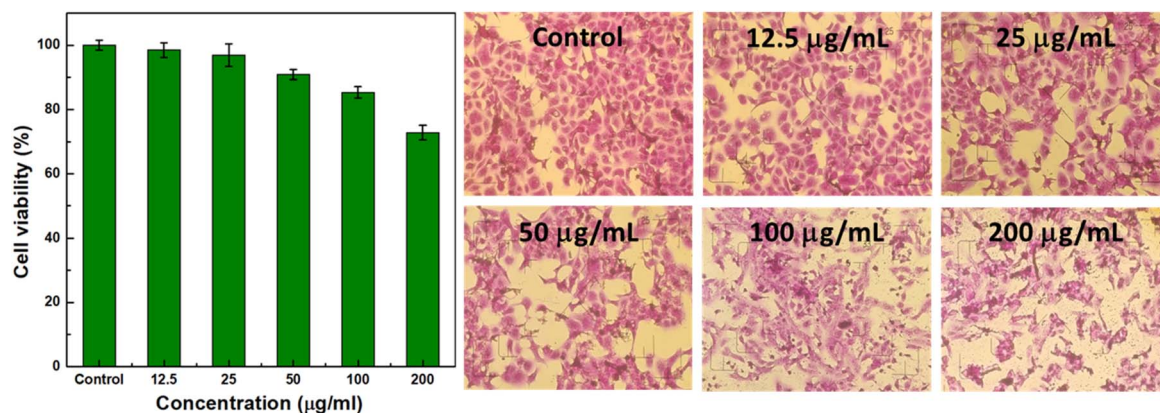 100
80
60
40
20
0
Cell viability (%)
Control 12.5 25 50 100 200
Concentration (μg/ml)
Control
12.5 μg/mL
25 μg/mL
50 μg/mL
100 μg/mL
200 μg/mL